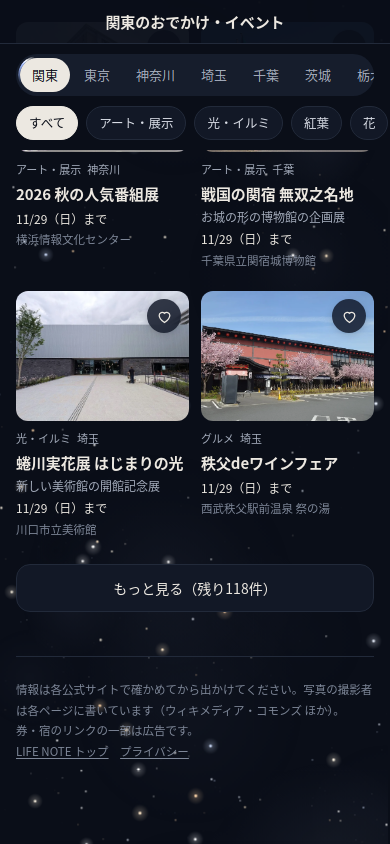 関東のおでかけ・イベント
関東 東京 神奈川 埼玉 千葉 茨城
すべて アート・展示 光・イルミ 紅葉 花
アート・展示 神奈川
2026 秋の人気番組展
11/29（日）まで
横浜情報文化センター
アート・展示 千葉
戦国の関宿 無双之名地
お城の形の博物館の企画展
11/29（日）まで
千葉県立関宿城博物館
光・イルミ 埼玉
蜷川実花展 はじまりの光
新しい美術館の開館記念展
11/29（日）まで
川口市立美術館
グルメ 埼玉
秩父deワインフェア
11/29（日）まで
西武秩父駅前温泉 祭の湯
もっと見る（残り118件）
情報は各公式サイトで確かめてから出かけてください。写真の撮影者
は各ページに書いています（ウィキメディア・コモンズ ほか）。
券・宿のリンクの一部は広告です。
LIFE NOTE トップ プライバシー